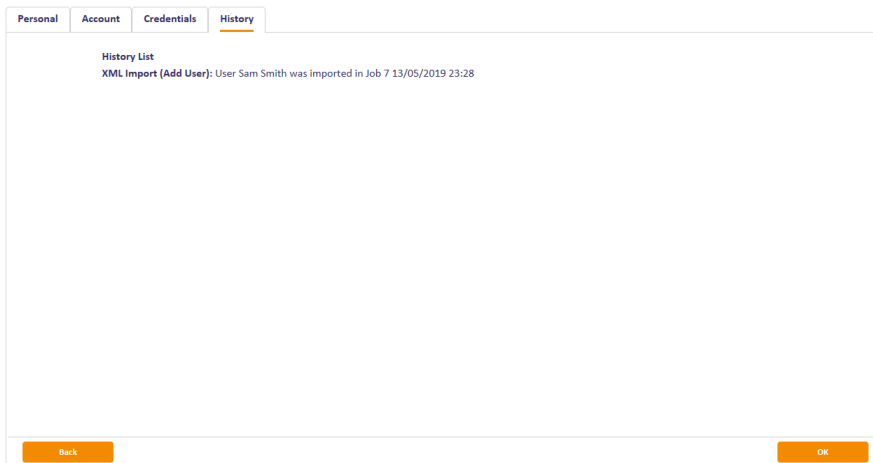 Personal Account Credentials History
History List
XML Import (Add User): User Sam Smith was imported in Job 7 13/05/2019 23:28
Back OK